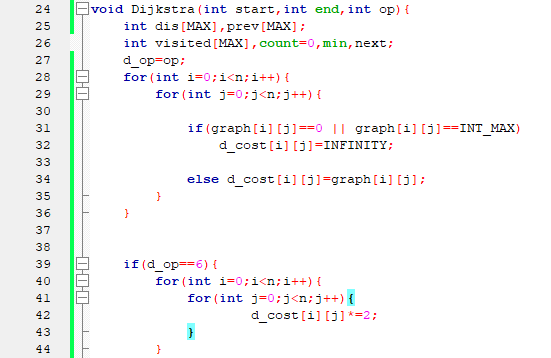 24 void Dijkstra(int start,int end,int op){
25     int dis[MAX],prev[MAX];
26     int visited[MAX],count=0,min,next;
27     d_op=op;
28     for(int i=0;i<n;i++){
29         for(int j=0;j<n;j++){
30
31             if(graph[i][j]==0 || graph[i][j]==INT_MAX)
32                 d_cost[i][j]=INFINITY;
33
34             else d_cost[i][j]=graph[i][j];
35         }
36     }
37
38
39     if(d_op==6){
40         for(int i=0;i<n;i++){
41             for(int j=0;j<n;j++){
42                     d_cost[i][j]*=2;
43             }
44         }